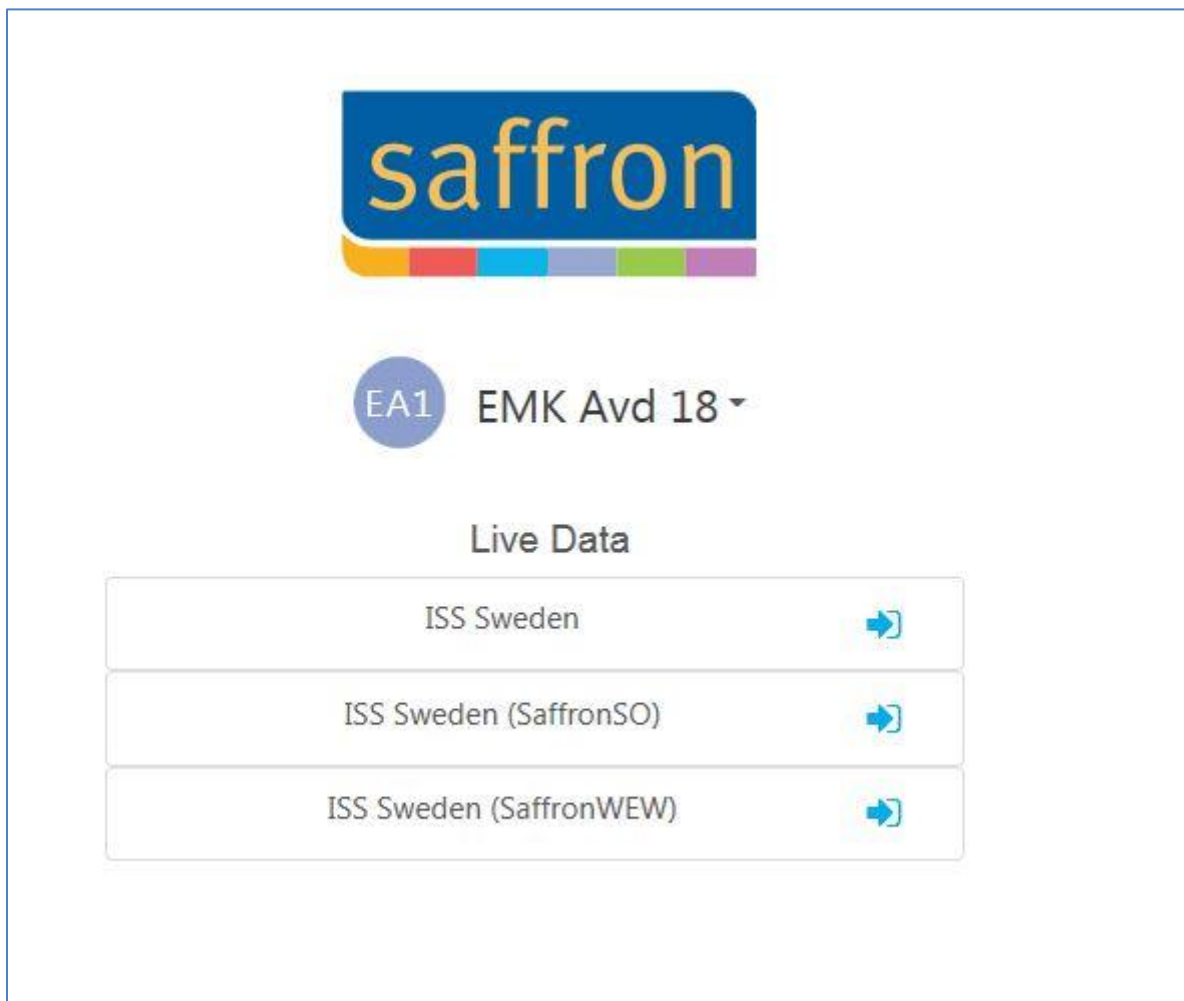 saffron
EA1 EMK Avd 18
Live Data
ISS Sweden
ISS Sweden (SaffronSO)
ISS Sweden (SaffronWEW)